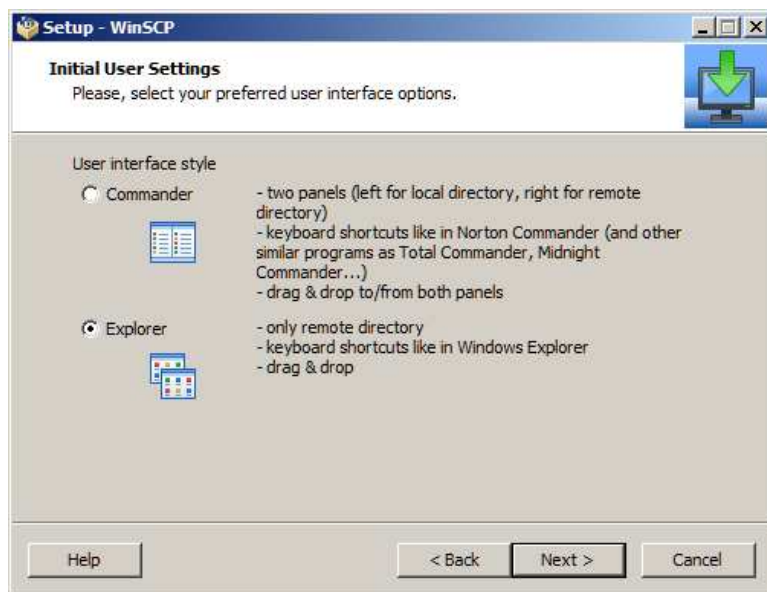 Setup - WinSCP
Initial User Settings
Please, select your preferred user interface options.
User interface style
Commander
- two panels (left for local directory, right for remote
directory)
- keyboard shortcuts like in Norton Commander (and other
similar programs as Total Commander, Midnight
Commander...)
- drag & drop to/from both panels
Explorer
- only remote directory
- keyboard shortcuts like in Windows Explorer
- drag & drop
Help
< Back
Next >
Cancel